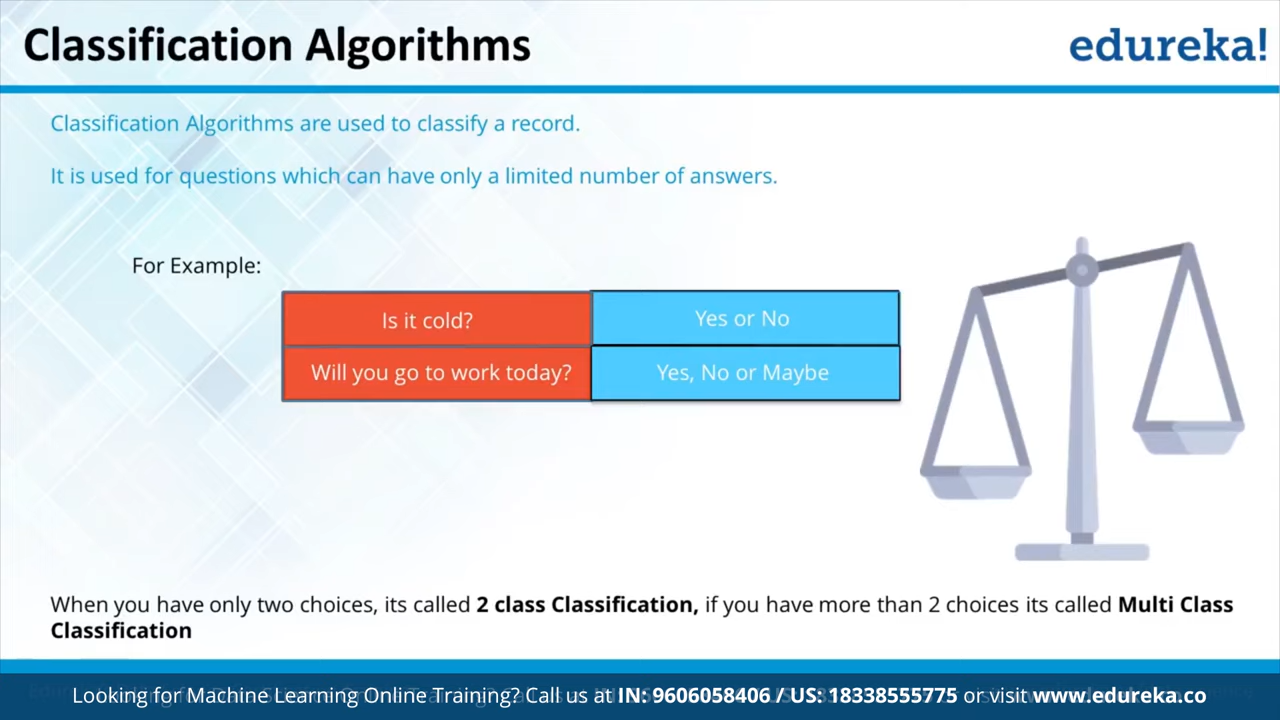 Classification Algorithms
edureka!
Classification Algorithms are used to classify a record.
It is used for questions which can have only a limited number of answers.
For Example:
Is it cold? Yes or No
Will you go to work today? Yes, No or Maybe
When you have only two choices, its called 2 class Classification, if you have more than 2 choices its called Multi Class
Classification
Looking for Machine Learning Online Training? Call us at IN: 9606058406 / US: 18338555775 or visit www.edureka.co